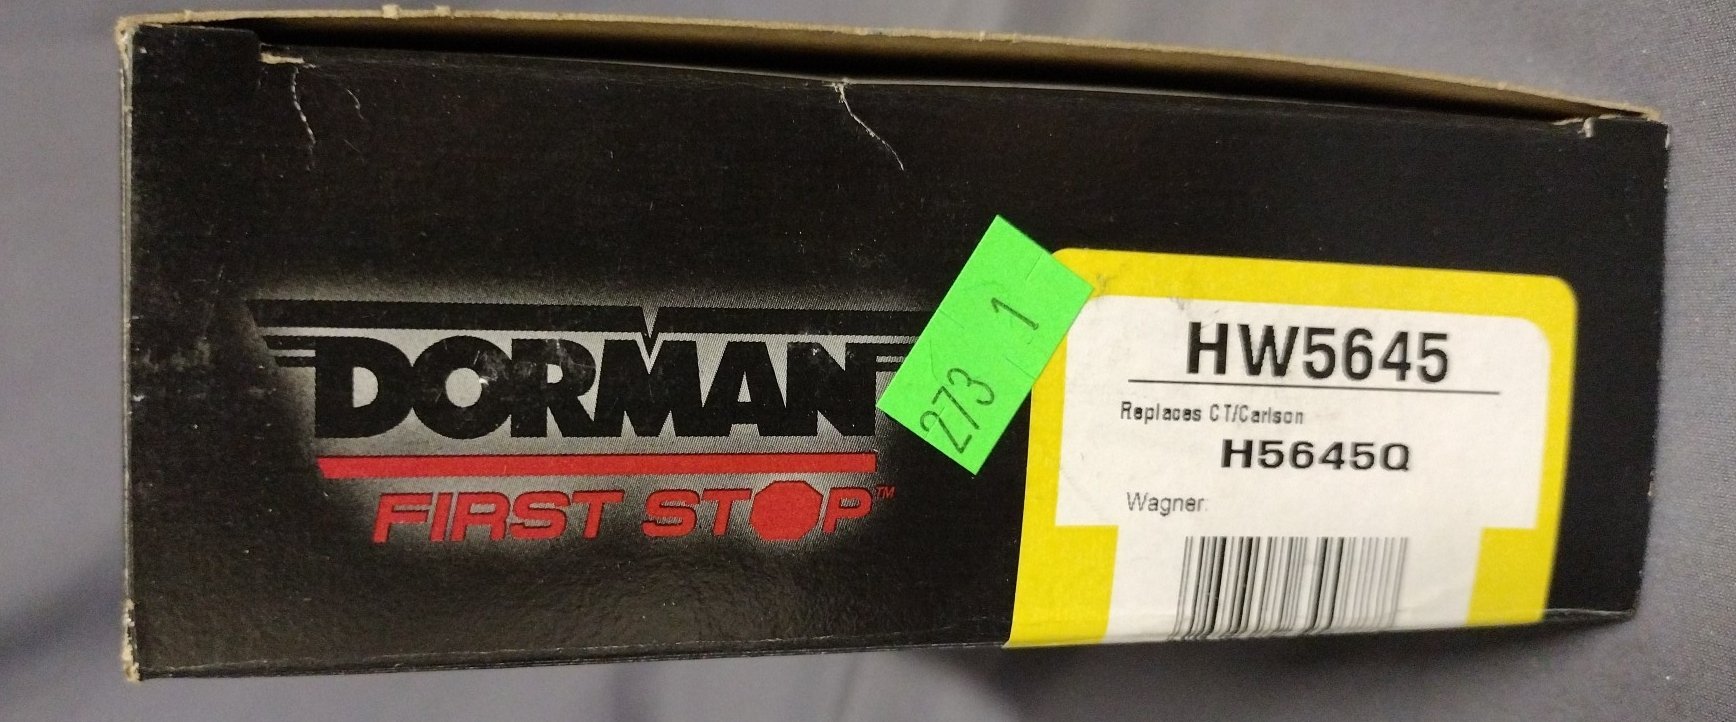 DORMAN
FIRST STOP™
273 1
HW5645
Replaces CT/Carlson
H5645Q
Wagner: